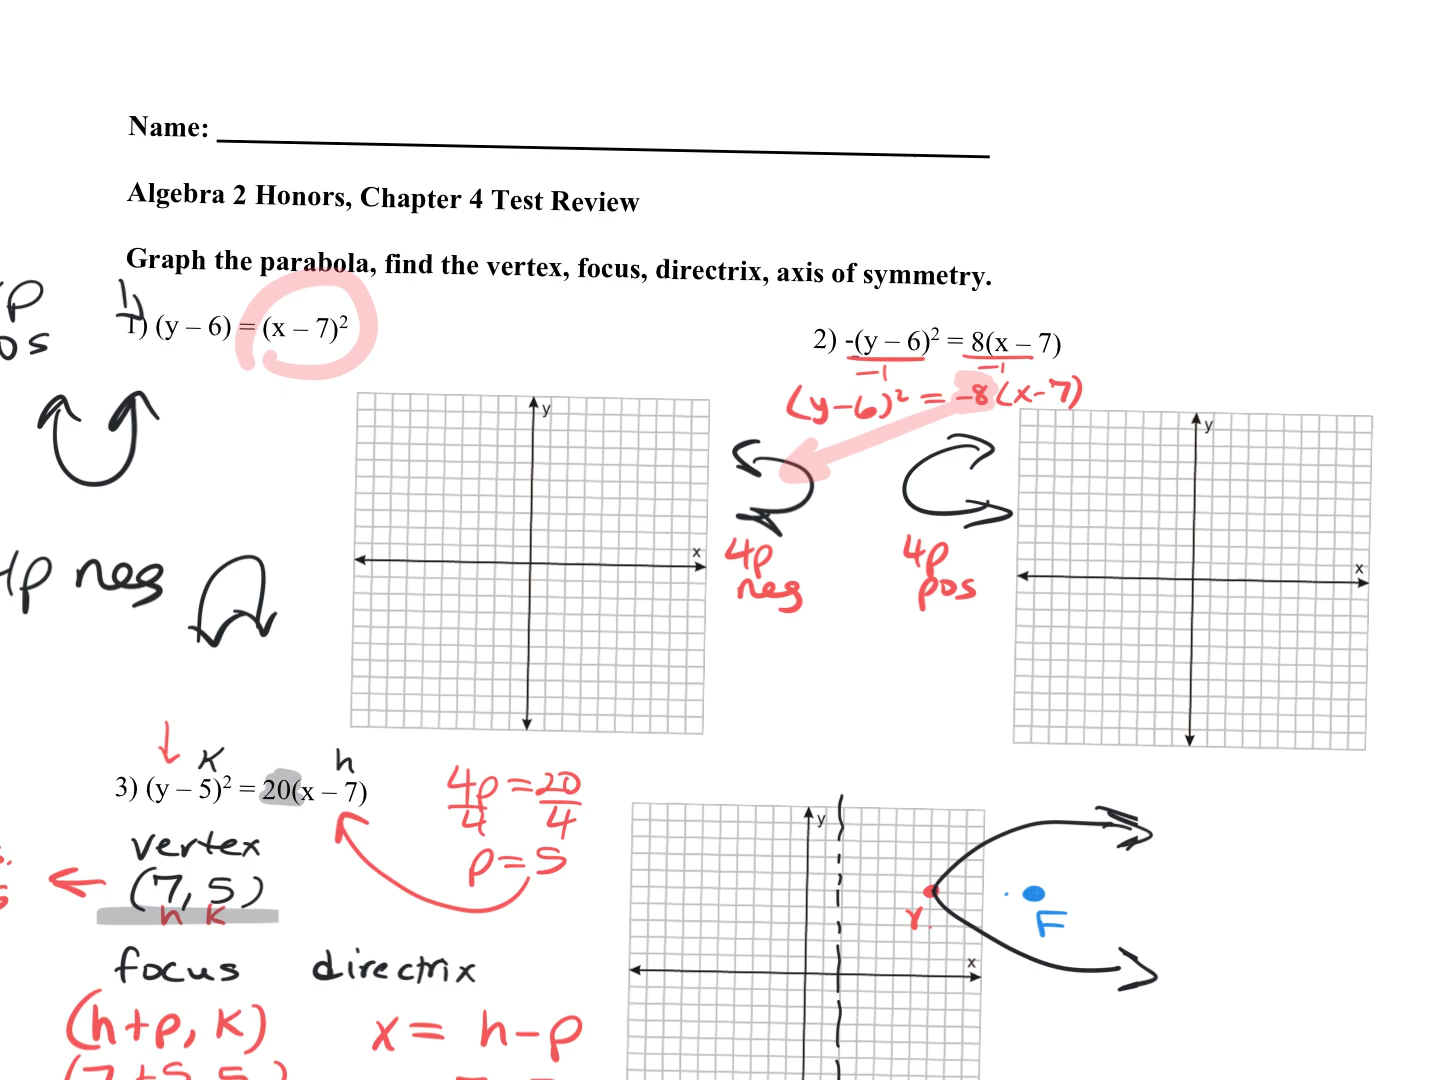 Name:
Algebra 2 Honors, Chapter 4 Test Review
Graph the parabola, find the vertex, focus, directrix, axis of symmetry.
1) (y – 6) = (x – 7)²
2) -(y – 6)² = 8(x – 7)
-1 -1
(y-6)² = -8(x-7)
y
y
x
x
4p neg
4p pos
4p neg
K h
3) (y – 5)² = 20(x – 7)
4p = 20
4 4
p = 5
vertex
(7, 5)
h K
y
V.
F
x
focus directrix
(h+p, K) x = h-p